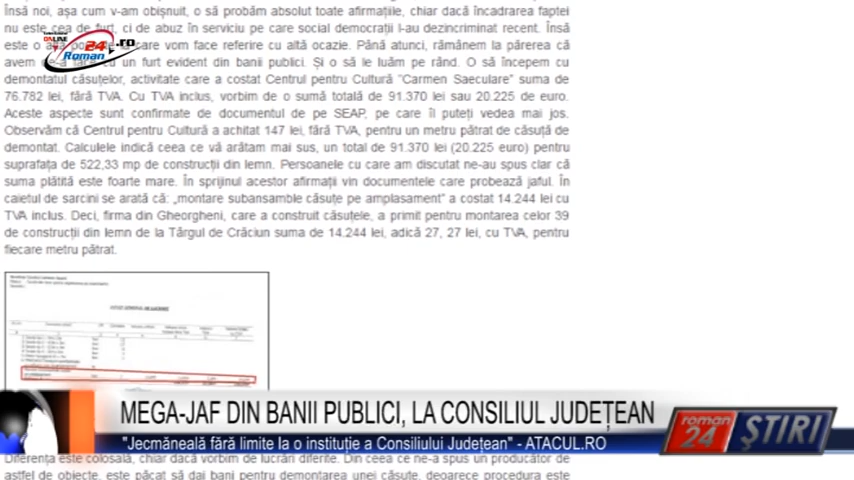 însă noi, așa cum v-am obișnuit, o să probăm absolut toate afirmațiile, chiar dacă încadrarea faptei
nu este cea de furt, ci de abuz în serviciu pe care social democrații l-au dezincriminat recent. Însă
este o care vom face referire cu altă ocazie. Până atunci, rămânem la părerea că
avem un furt evident din banii publici. Și o să le luăm pe rând. O să începem cu
demontatul căsuțelor, activitate care a costat Centrul pentru Cultură "Carmen Saeculare" suma de
76.782 lei, fără TVA. Cu TVA inclus, vorbim de o sumă totală de 91.370 lei sau 20.225 de euro.
Aceste aspecte sunt confirmate de documentul de pe SEAP, pe care îl puteți vedea mai jos.
Observăm că Centrul pentru Cultură a achitat 147 lei, fără TVA, pentru un metru pătrat de căsuță de
demontat. Calculele indică ceea ce vă arătam mai sus, un total de 91.370 lei (20.225 euro) pentru
suprafața de 522,33 mp de construcții din lemn. Persoanele cu care am discutat ne-au spus clar că
suma plătită este foarte mare. În sprijinul acestor afirmații vin documentele care probează jaful. În
caietul de sarcini se arată că: „montare subansamble căsuțe pe amplasament" a costat 14.244 lei cu
TVA inclus. Deci, firma din Gheorgheni, care a construit căsuțele, a primit pentru montarea celor 39
de construcții din lemn de la Târgul de Crăciun suma de 14.244 lei, adică 27, 27 lei, cu TVA, pentru
fiecare metru pătrat.
ONLINE
24.ro
Roman
MEGA-JAF DIN BANII PUBLICI, LA CONSILIUL JUDEȚEAN
"Jecmăneală fără limite la o instituție a Consiliului Județean" - ATACUL.RO
roman
24
ȘTIRI
Diferența este colosală, chiar dacă vorbim de lucrări diferite. Din ceea ce ne-a spus un producător de
astfel de obiecte, este păcat să dai bani pentru demontarea unei căsuțe, deoarece procedura este